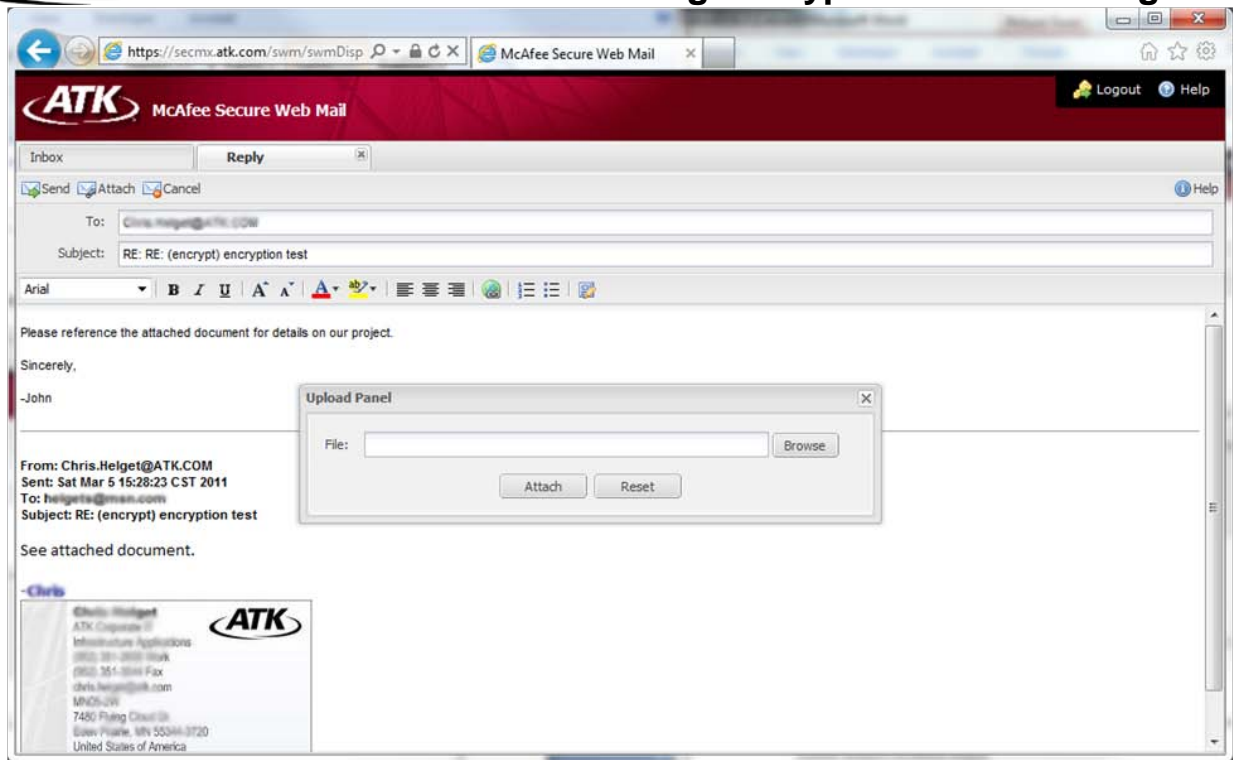 https://secmx.atk.com/swm/swmDisp
McAfee Secure Web Mail
Logout Help
ATK McAfee Secure Web Mail
Inbox Reply
Send Attach Cancel Help
To:
Subject: RE: RE: (encrypt) encryption test
Arial B I U A A A ab
Please reference the attached document for details on our project.
Sincerely,
-John
Upload Panel
File: Browse
Attach Reset
From: Chris.Helget@ATK.COM
Sent: Sat Mar 5 15:28:23 CST 2011
To:
Subject: RE: (encrypt) encryption test
See attached document.
ATK
ATK
Work
Fax
United States of America